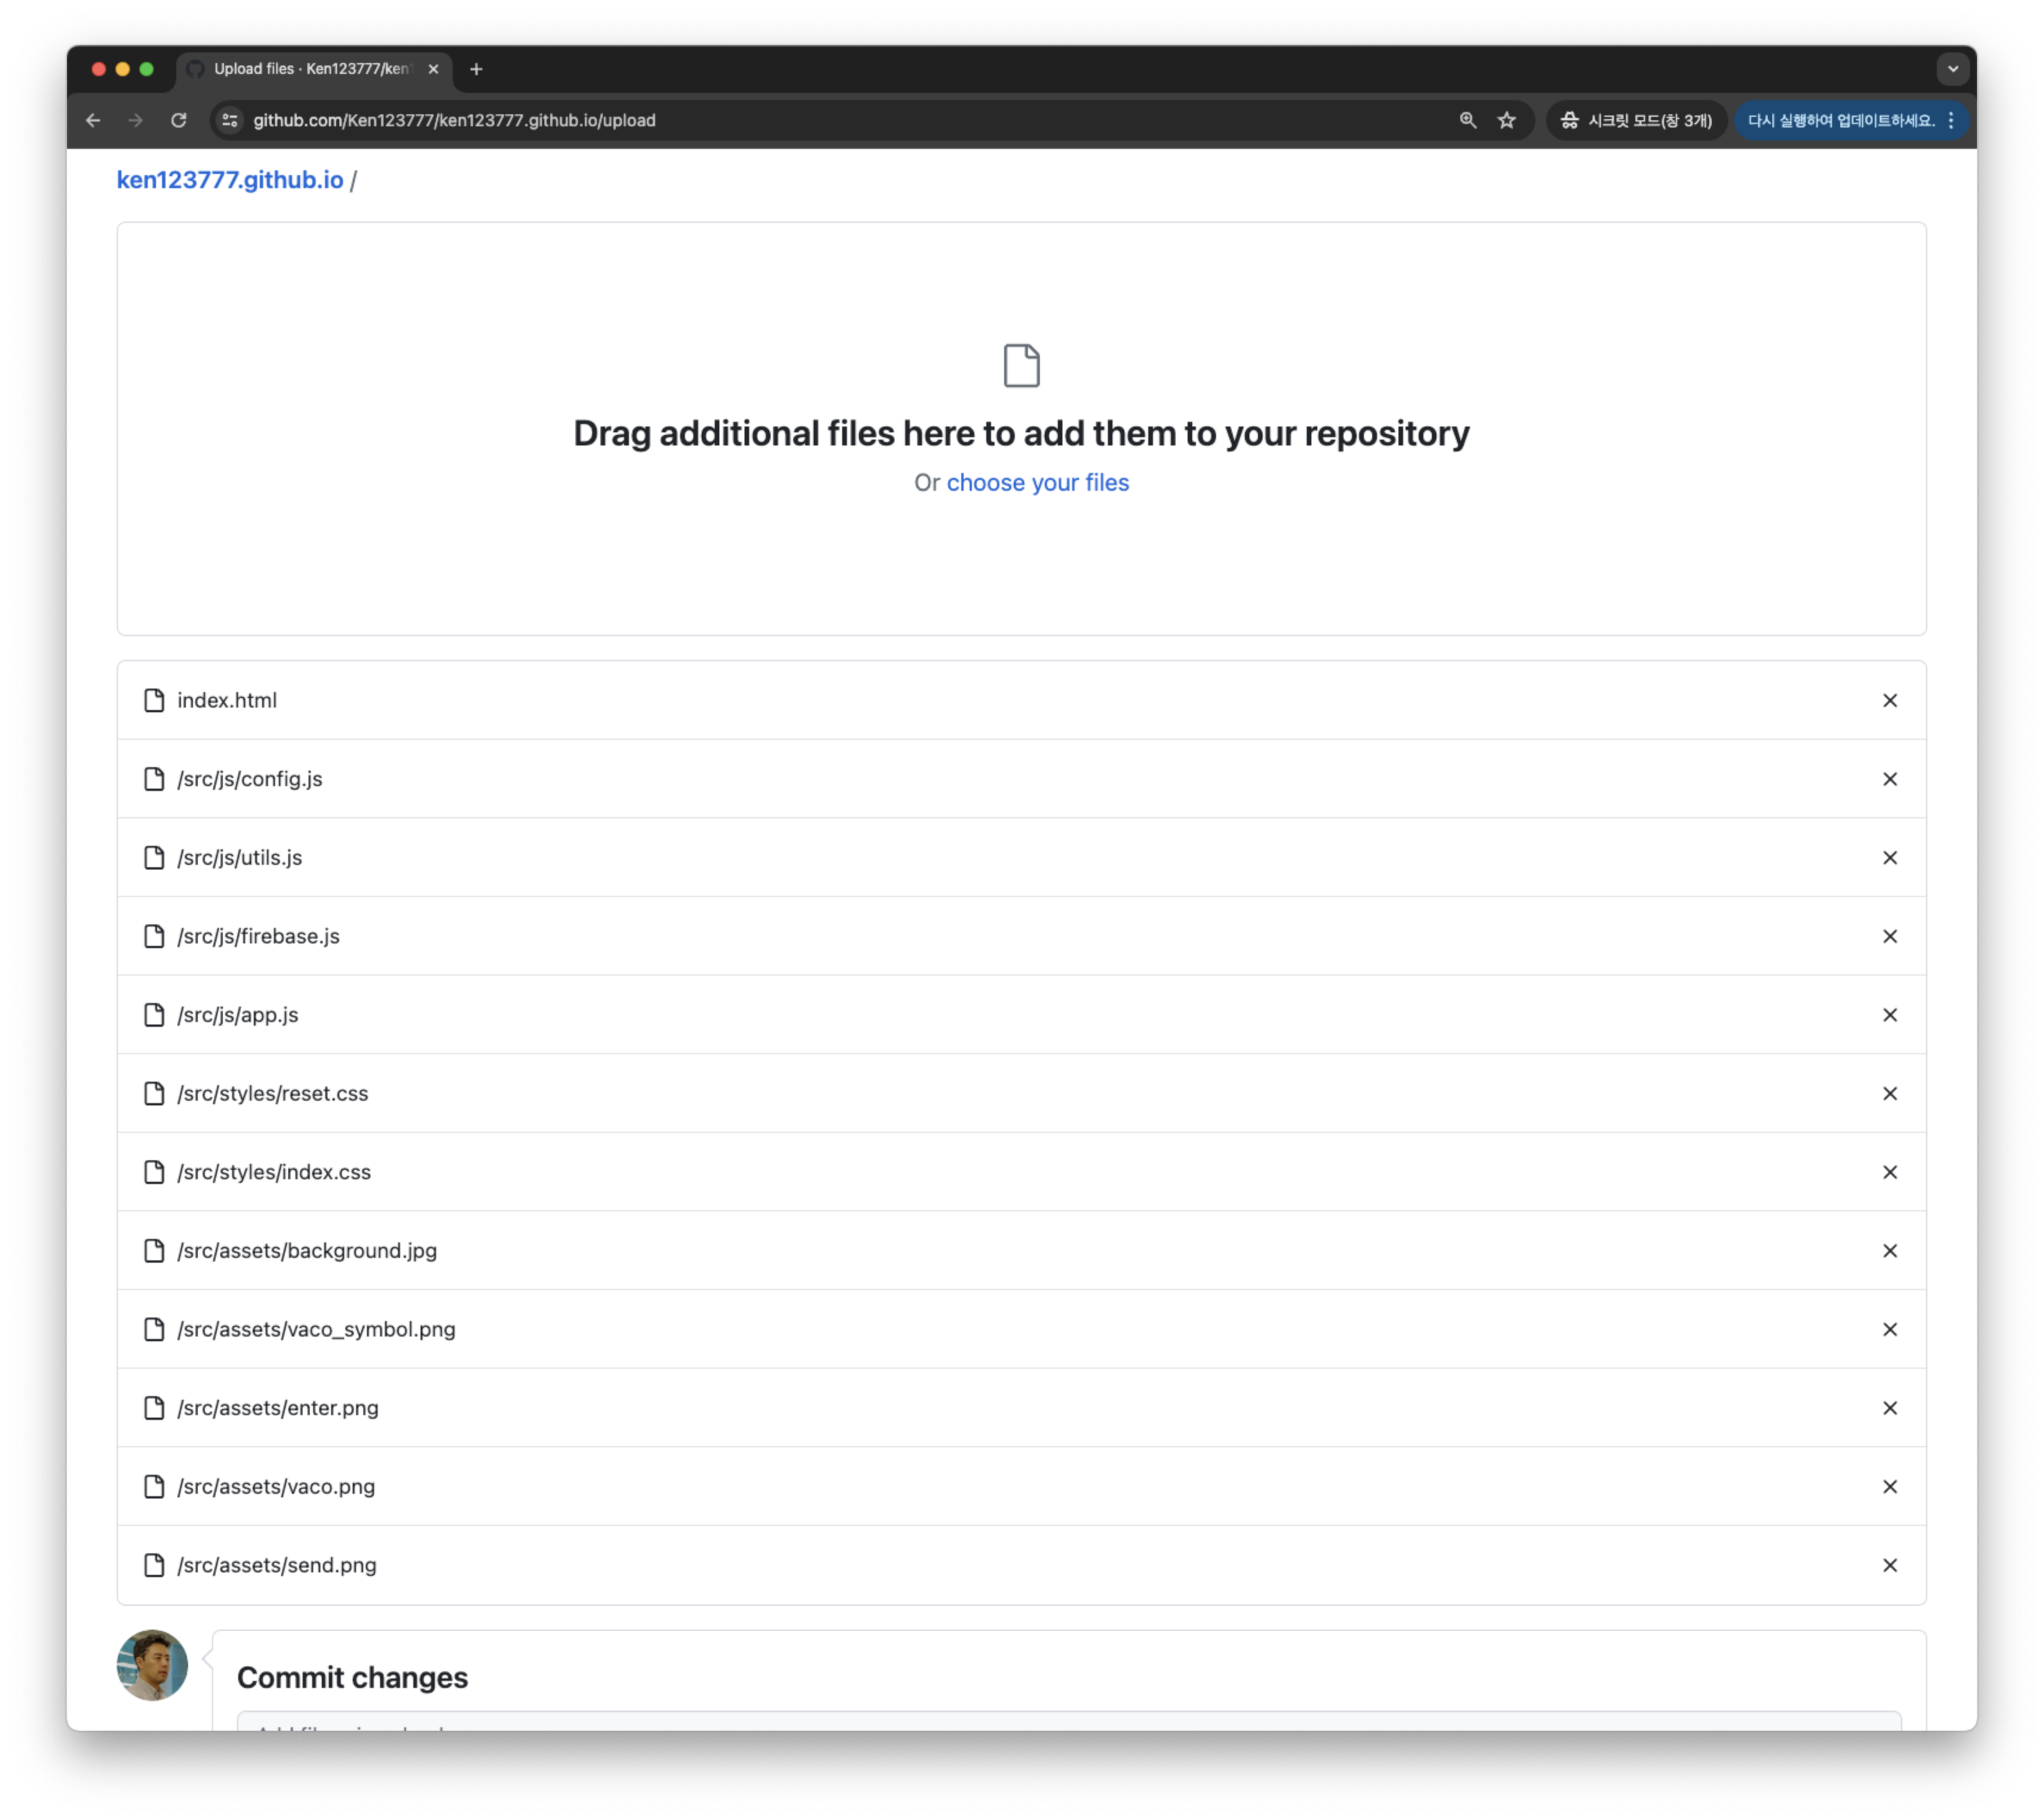 Upload files · Ken123777/ken1
github.com/Ken123777/ken123777.github.io/upload
시크릿 모드(창 3개)
다시 실행하여 업데이트하세요.
ken123777.github.io /
Drag additional files here to add them to your repository
Or choose your files
index.html
/src/js/config.js
/src/js/utils.js
/src/js/firebase.js
/src/js/app.js
/src/styles/reset.css
/src/styles/index.css
/src/assets/background.jpg
/src/assets/vaco_symbol.png
/src/assets/enter.png
/src/assets/vaco.png
/src/assets/send.png
Commit changes